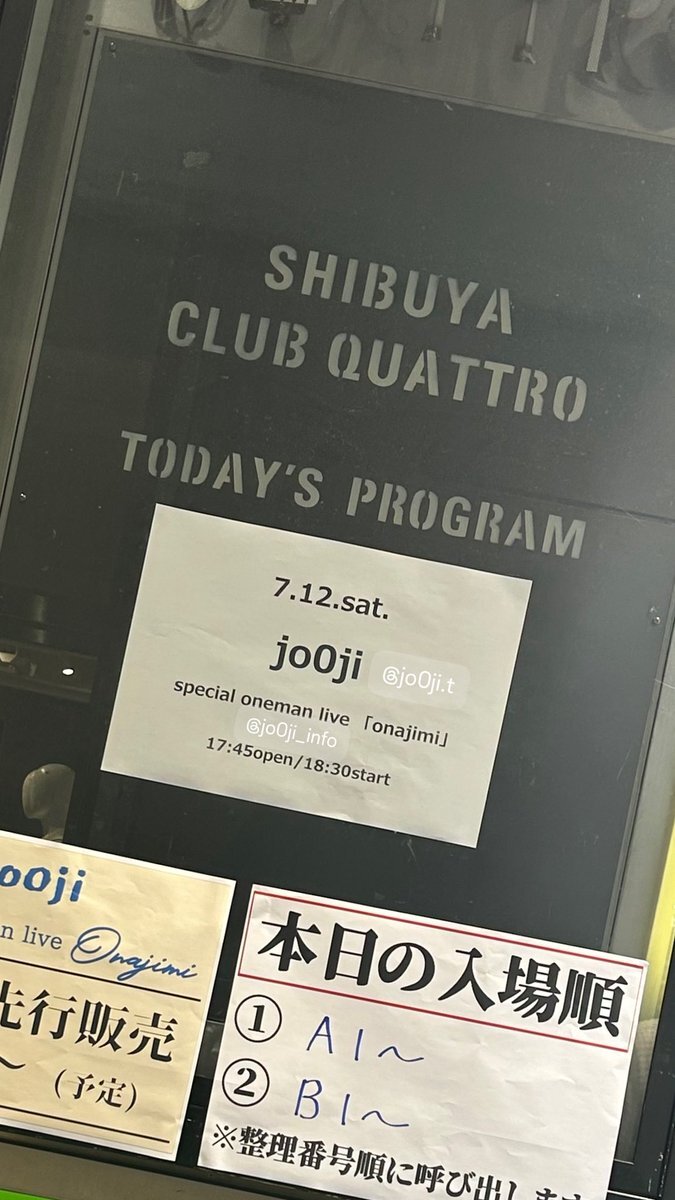 SHIBUYA
CLUB QUATTRO
TODAY'S PROGRAM
7.12.sat.
jo0ji @jo0ji.t
special oneman live 「onajimi」
@jo0ji_info
17:45open/18:30start
o0ji
n live Onajimi
先行販売
～ (予定)
本日の入場順
① A1～
② B1～
※整理番号順に呼び出します